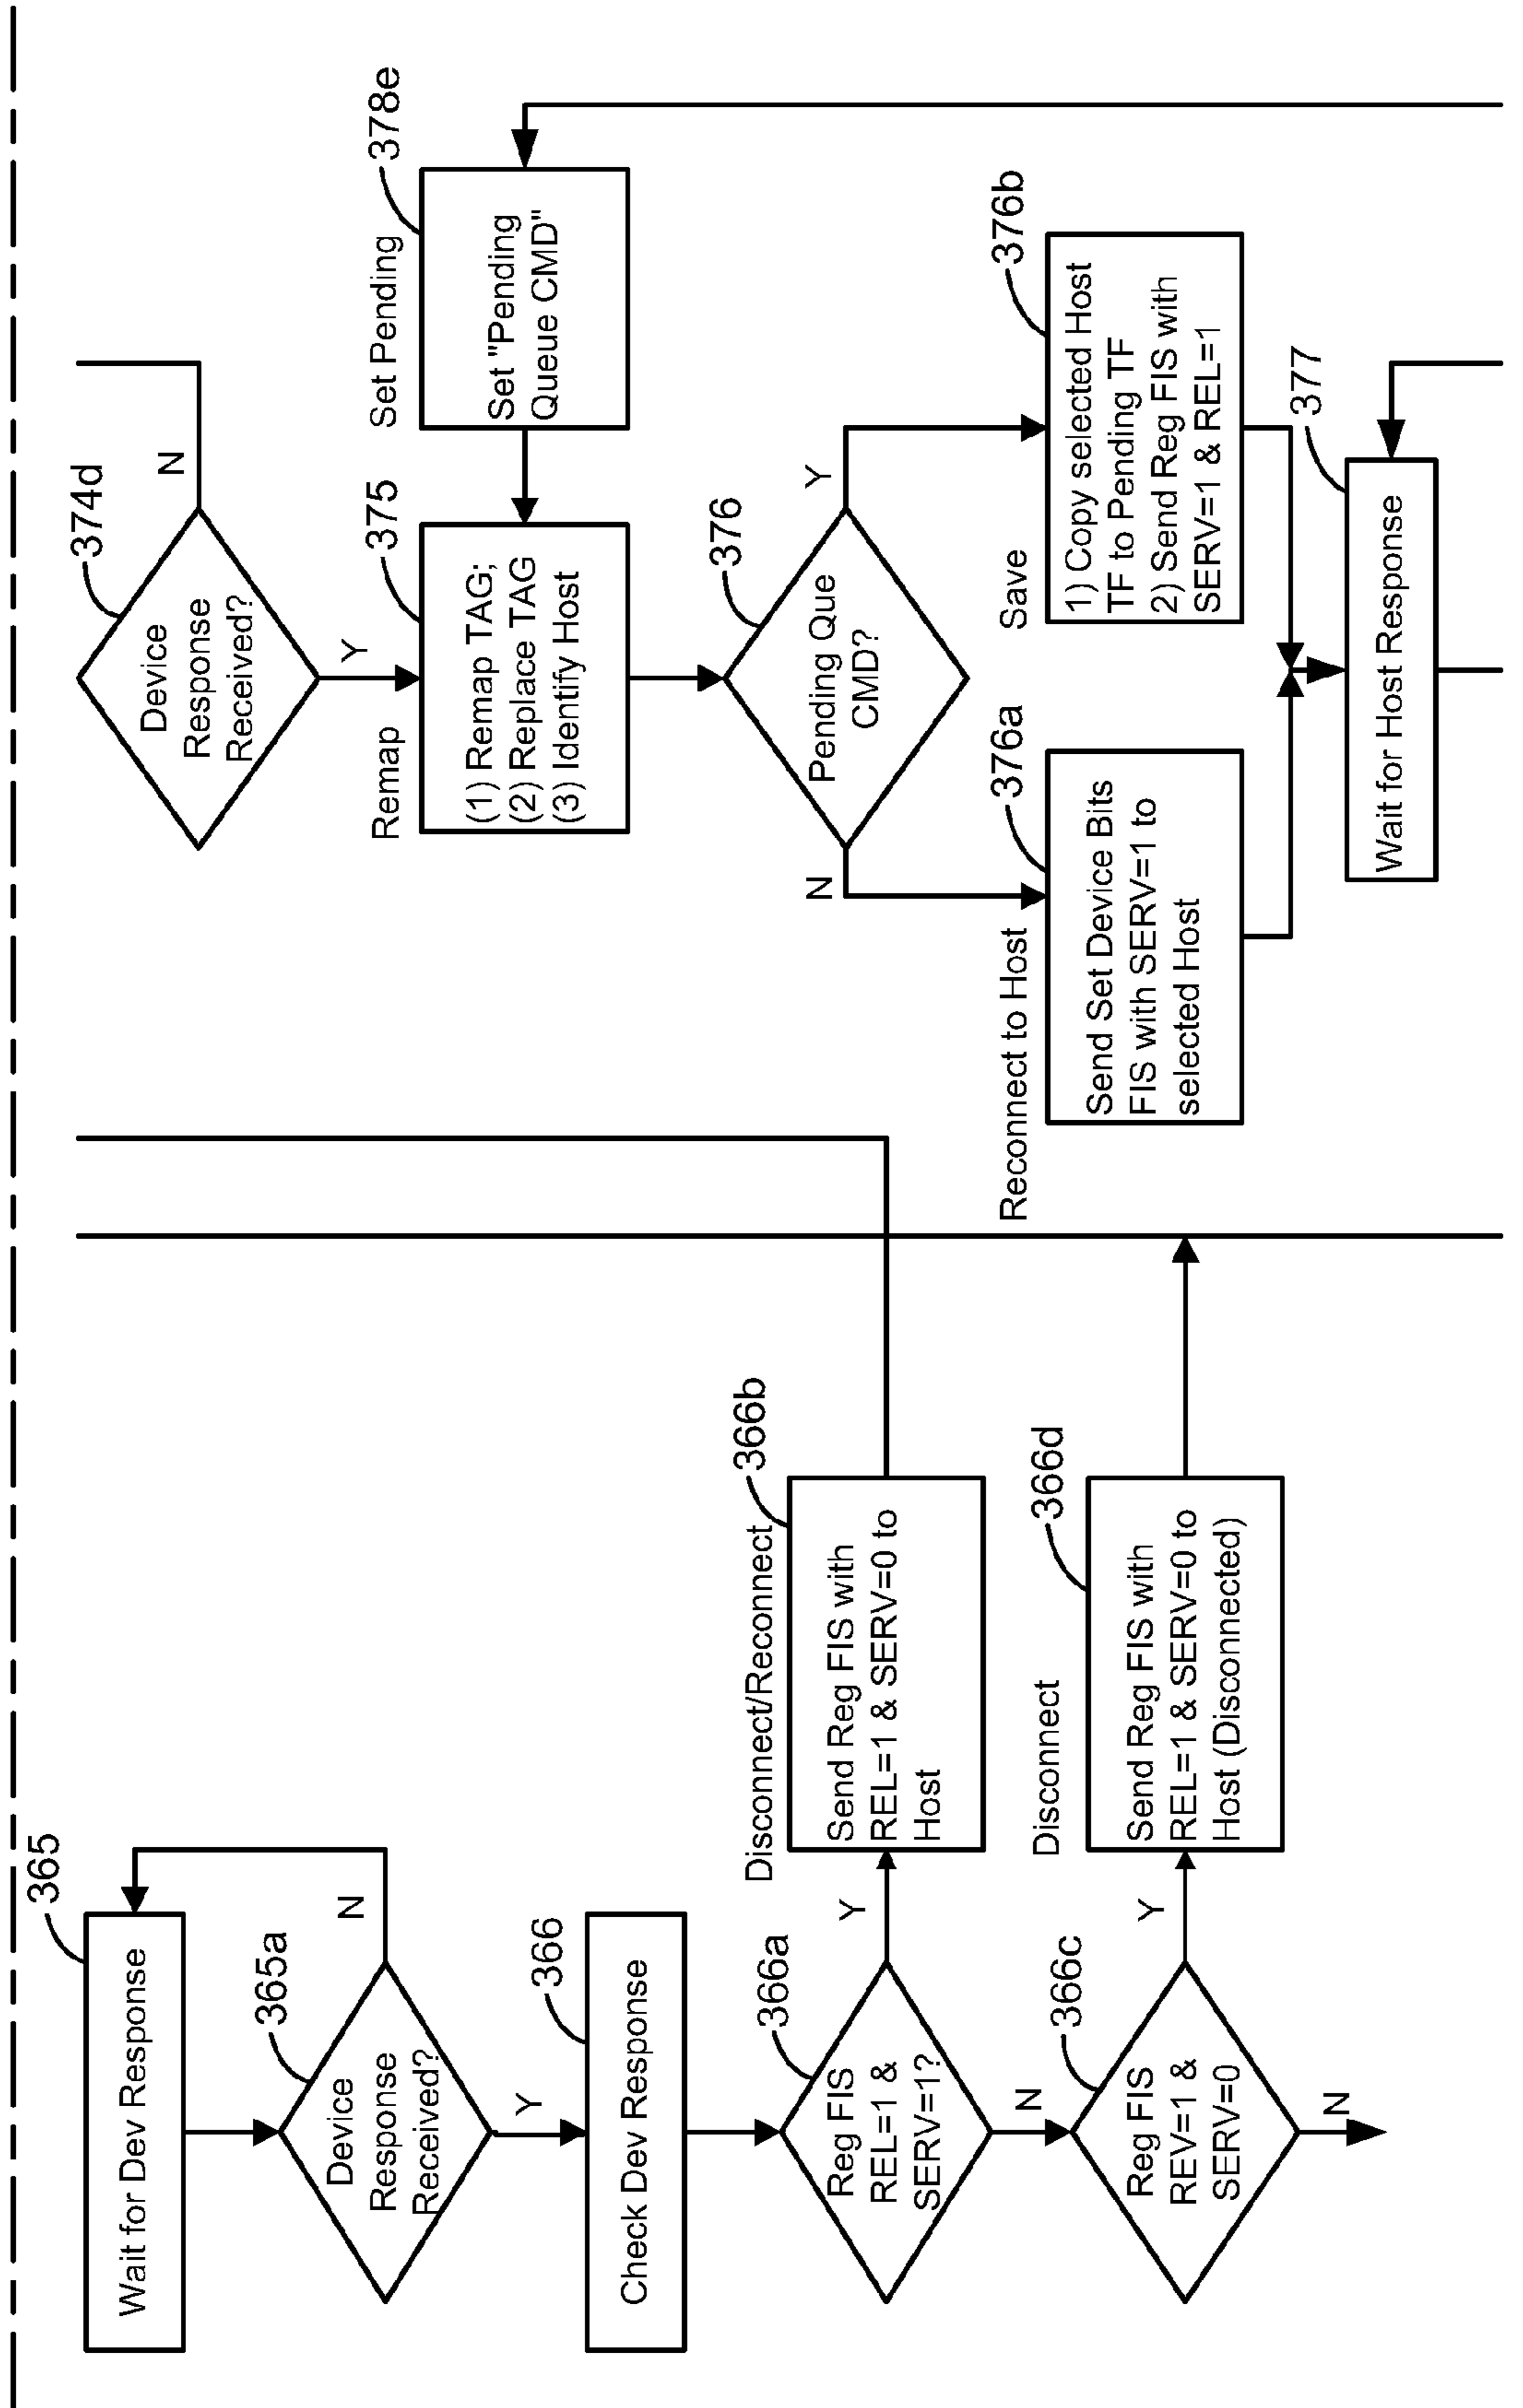 365
Wait for Dev Response
365a
Device
Response
Received?
N
Y
366
Check Dev Response
366a
Reg FIS
REL=1 &
SERV=1?
Y
N
Disconnect/Reconnect
366b
Send Reg FIS with
REL=1 & SERV=0 to
Host
366c
Reg FIS
REV=1 &
SERV=0
Y
N
Disconnect
366d
Send Reg FIS with
REL=1 & SERV=0 to
Host (Disconnected)
374d
Device
Response
Received?
N
Y
Remap
375
(1) Remap TAG;
(2) Replace TAG
(3) Identify Host
Set Pending
378e
Set "Pending
Queue CMD"
376
Pending Que
CMD?
N
Y
Reconnect to Host
376a
Send Set Device Bits
FIS with SERV=1 to
selected Host
Save
376b
1) Copy selected Host
TF to Pending TF
2) Send Reg FIS with
SERV=1 & REL=1
377
Wait for Host Response